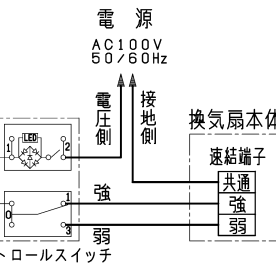 電源
AC100V
50/60Hz
電圧側
接地側
換気扇本体
速結端子
LED
1
2
共通
強
1
強
0
弱
3
弱
トロールスイッチ